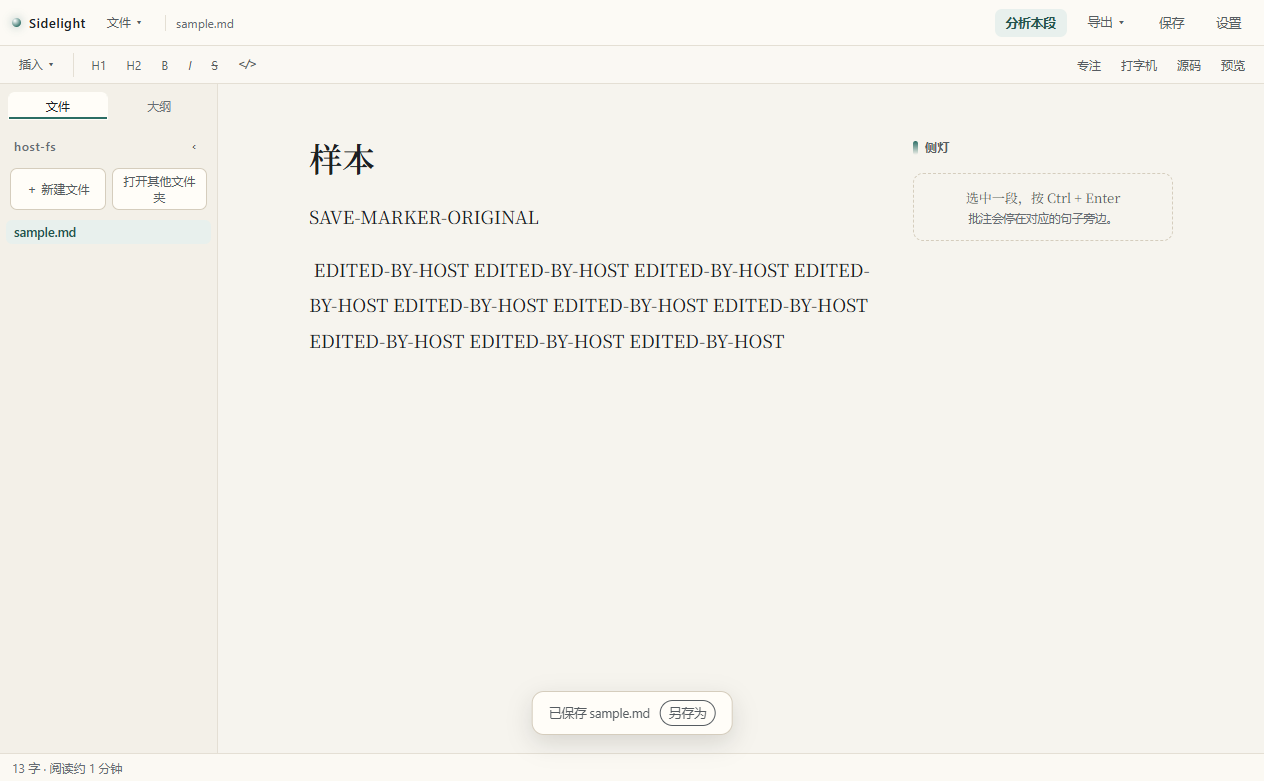 Sidelight 文件 ▾ sample.md 分析本段 导出 ▾ 保存 设置
插入 ▾ H1 H2 B I S </> 专注 打字机 源码 预览
文件 大纲
host-fs ‹
+ 新建文件
打开其他文件
夹
sample.md
样本
SAVE-MARKER-ORIGINAL
EDITED-BY-HOST EDITED-BY-HOST EDITED-BY-HOST EDITED-
BY-HOST EDITED-BY-HOST EDITED-BY-HOST EDITED-BY-HOST
EDITED-BY-HOST EDITED-BY-HOST EDITED-BY-HOST
侧灯
选中一段，按 Ctrl + Enter
批注会停在对应的句子旁边。
已保存 sample.md 另存为
13 字 · 阅读约 1 分钟